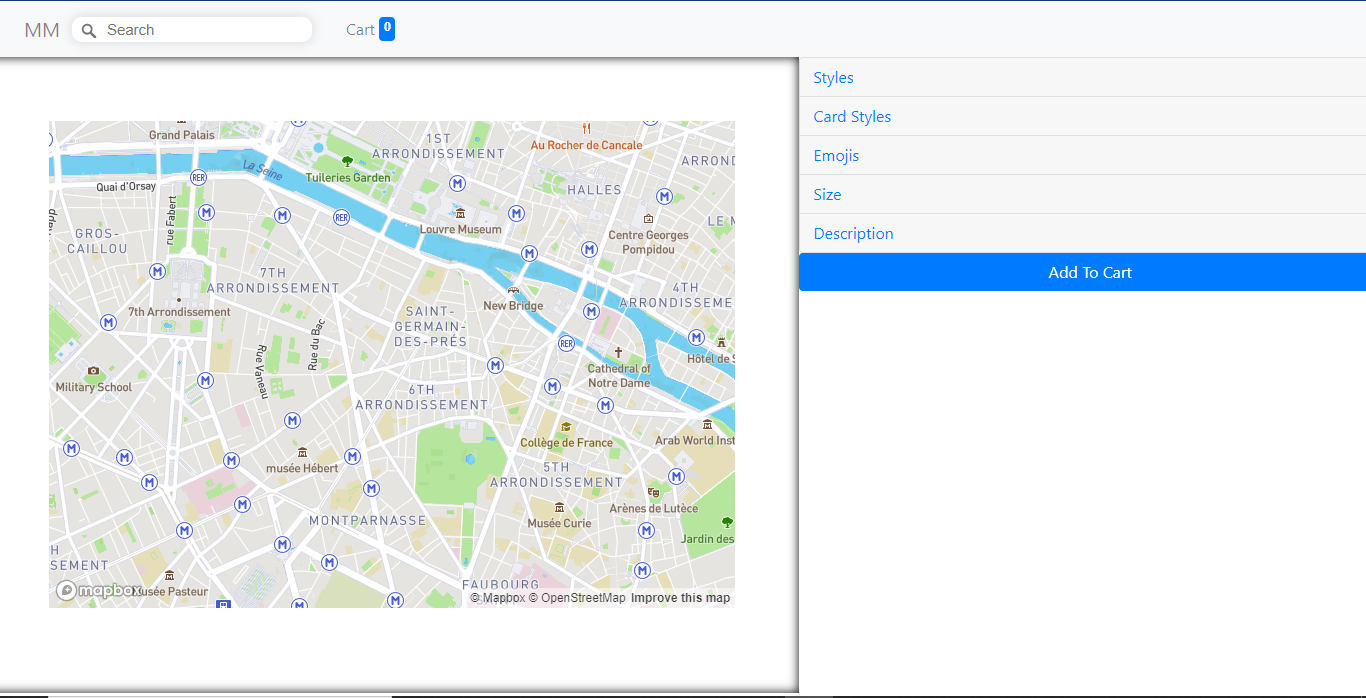 MM
Search
Cart 0
Styles
Card Styles
Emojis
Size
Description
Add To Cart
Grand Palais
1ST
ARRONDISSEMENT
Au Rocher de Cancale
ARROND
La Seine
Quai d'Orsay
RER
Tuileries Garden
M
HALLES
M
rue Fabert
M
M
RER
M
Louvre Museum
Centre Georges
Pompidou
LE M
GROS-
CAILLOU
M
M
M
7TH
ARRONDISSEMENT
4TH
ARRONDISSEME
7th Arrondissement
New Bridge
M
SAINT-
GERMAIN-
DES-PRÉS
M
Rue du Bac
RER
M
Hôtel de S
Rue Vaneau
Cathedral of
Notre Dame
Military School
M
M
M
6TH
ARRONDISSEMENT
M
M
Collège de France
Arab World Inst
M
M
M
M
musée Hébert
5TH
ARRONDISSEMENT
M
M
M
M
Arènes de Lutèce
MONTPARNASSE
Musée Curie
M
M
Jardin des
M
M
H
SEMENT
M
FAUBOURG
mapbox
Musée Pasteur
M
M
© Mapbox © OpenStreetMap Improve this map